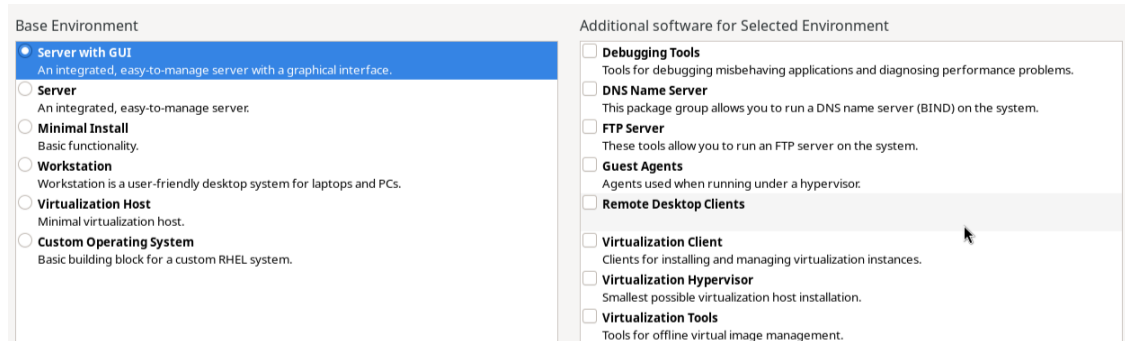 Base Environment
Server with GUI
An integrated, easy-to-manage server with a graphical interface.
Server
An integrated, easy-to-manage server.
Minimal Install
Basic functionality.
Workstation
Workstation is a user-friendly desktop system for laptops and PCs.
Virtualization Host
Minimal virtualization host.
Custom Operating System
Basic building block for a custom RHEL system.
Additional software for Selected Environment
Debugging Tools
Tools for debugging misbehaving applications and diagnosing performance problems.
DNS Name Server
This package group allows you to run a DNS name server (BIND) on the system.
FTP Server
These tools allow you to run an FTP server on the system.
Guest Agents
Agents used when running under a hypervisor.
Remote Desktop Clients
Virtualization Client
Clients for installing and managing virtualization instances.
Virtualization Hypervisor
Smallest possible virtualization host installation.
Virtualization Tools
Tools for offline virtual image management.